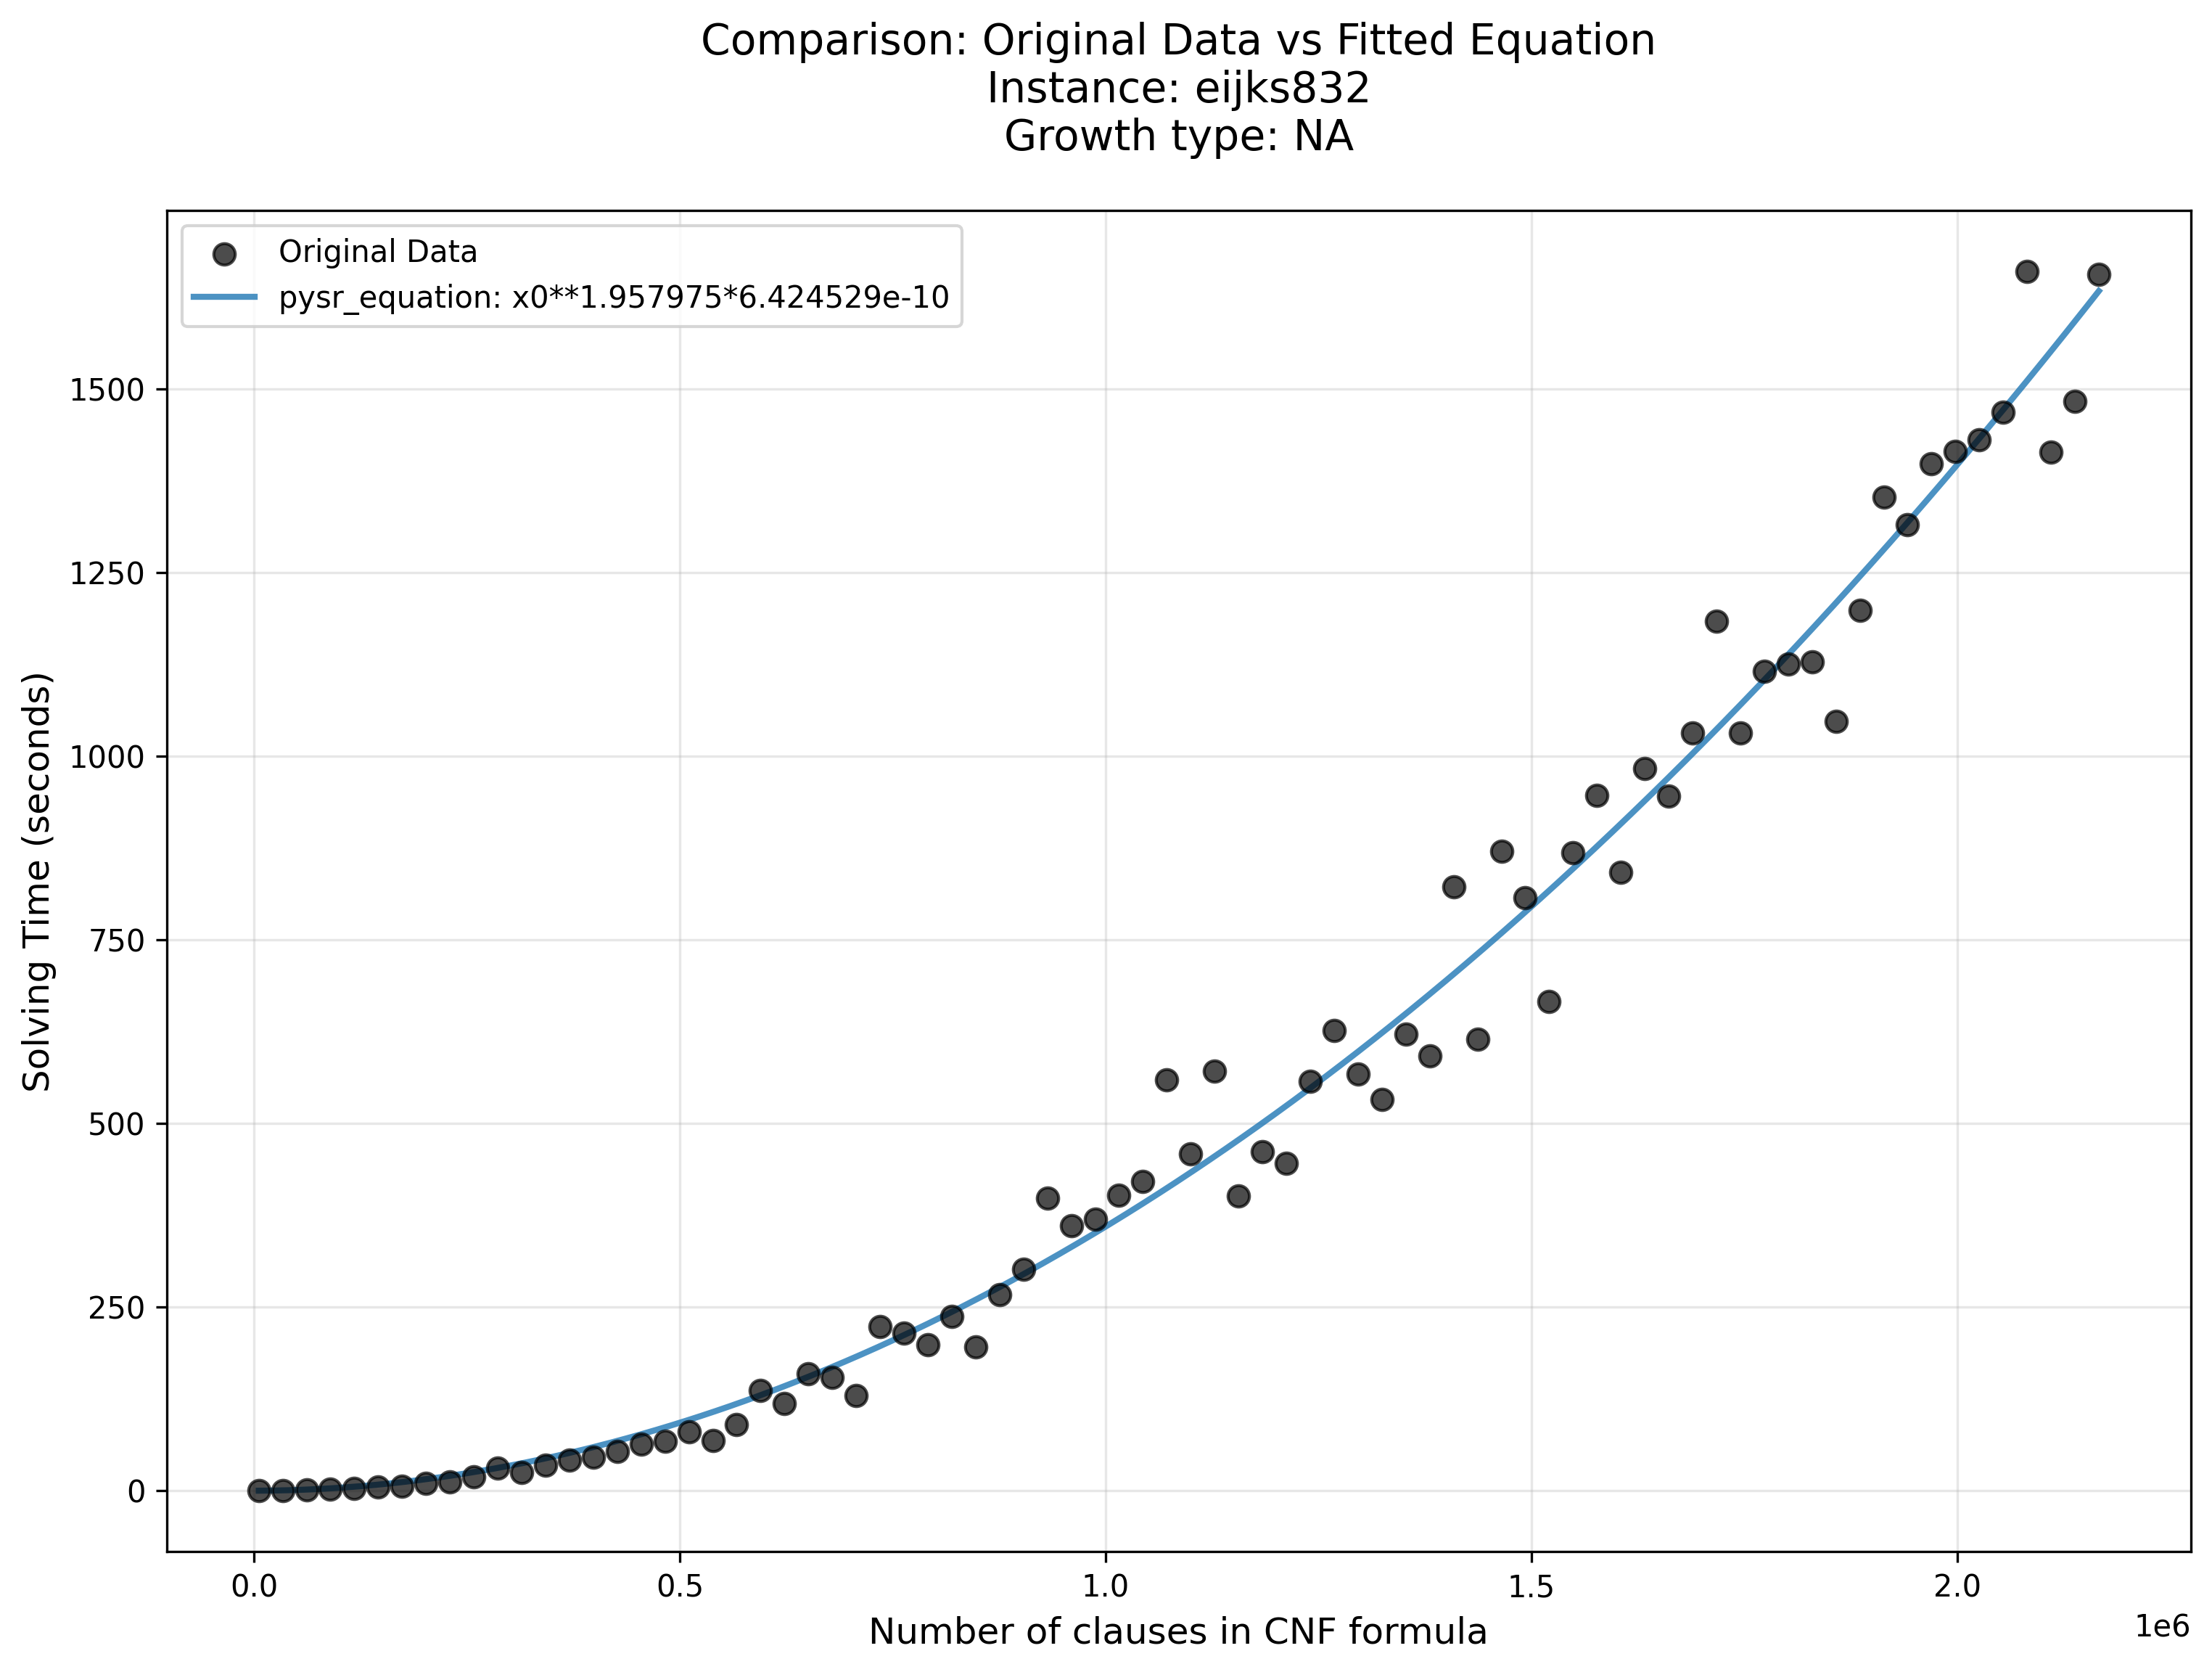 Comparison: Original Data vs Fitted Equation
Instance: eijks832
Growth type: NA
Original Data
pysr_equation: x0**1.957975*6.424529e-10
Solving Time (seconds)
1500
1250
1000
750
500
250
0
0.0 0.5 1.0 1.5 2.0
1e6
Number of clauses in CNF formula